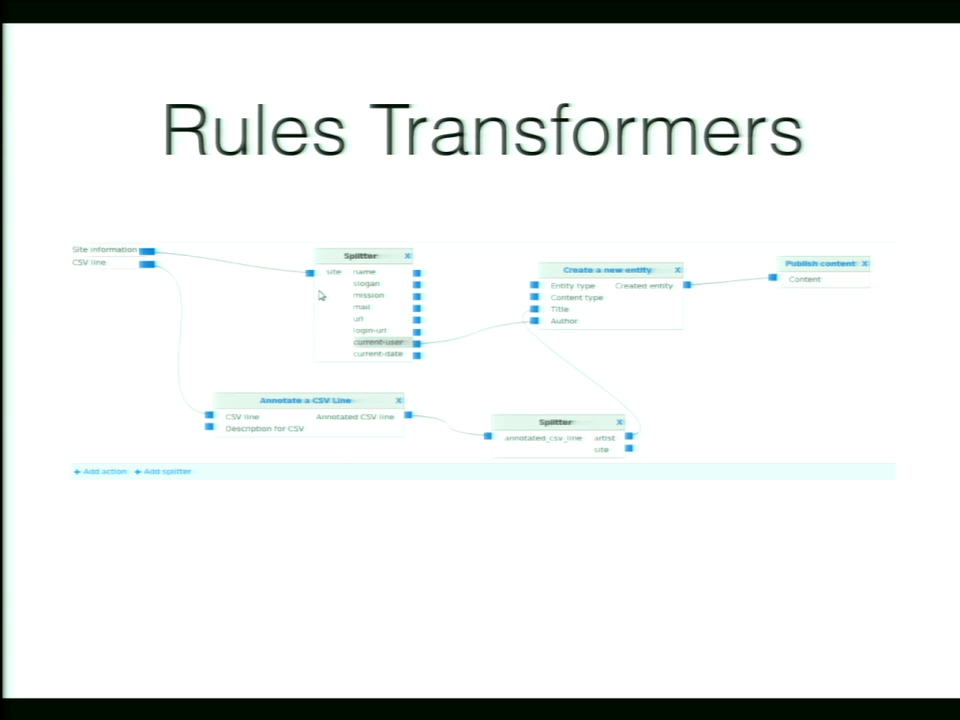 Rules Transformers
Site information
CSV line
Splitter X
site name
slogan
mission
mail
url
login-url
current-user
current-date
Create a new entity X
Entity type Created entity
Content type
Title
Author
Publish content X
Content
Annotate a CSV Line X
CSV line Annotated CSV line
Description for CSV
Splitter X
annotated_csv_line artist
site
+ Add action + Add splitter